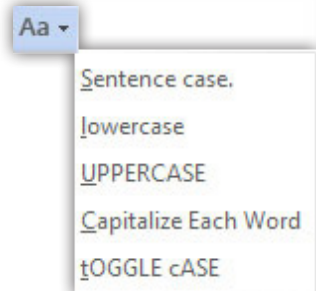 Aa
Sentence case.
lowercase
UPPERCASE
Capitalize Each Word
tOGGLE cASE